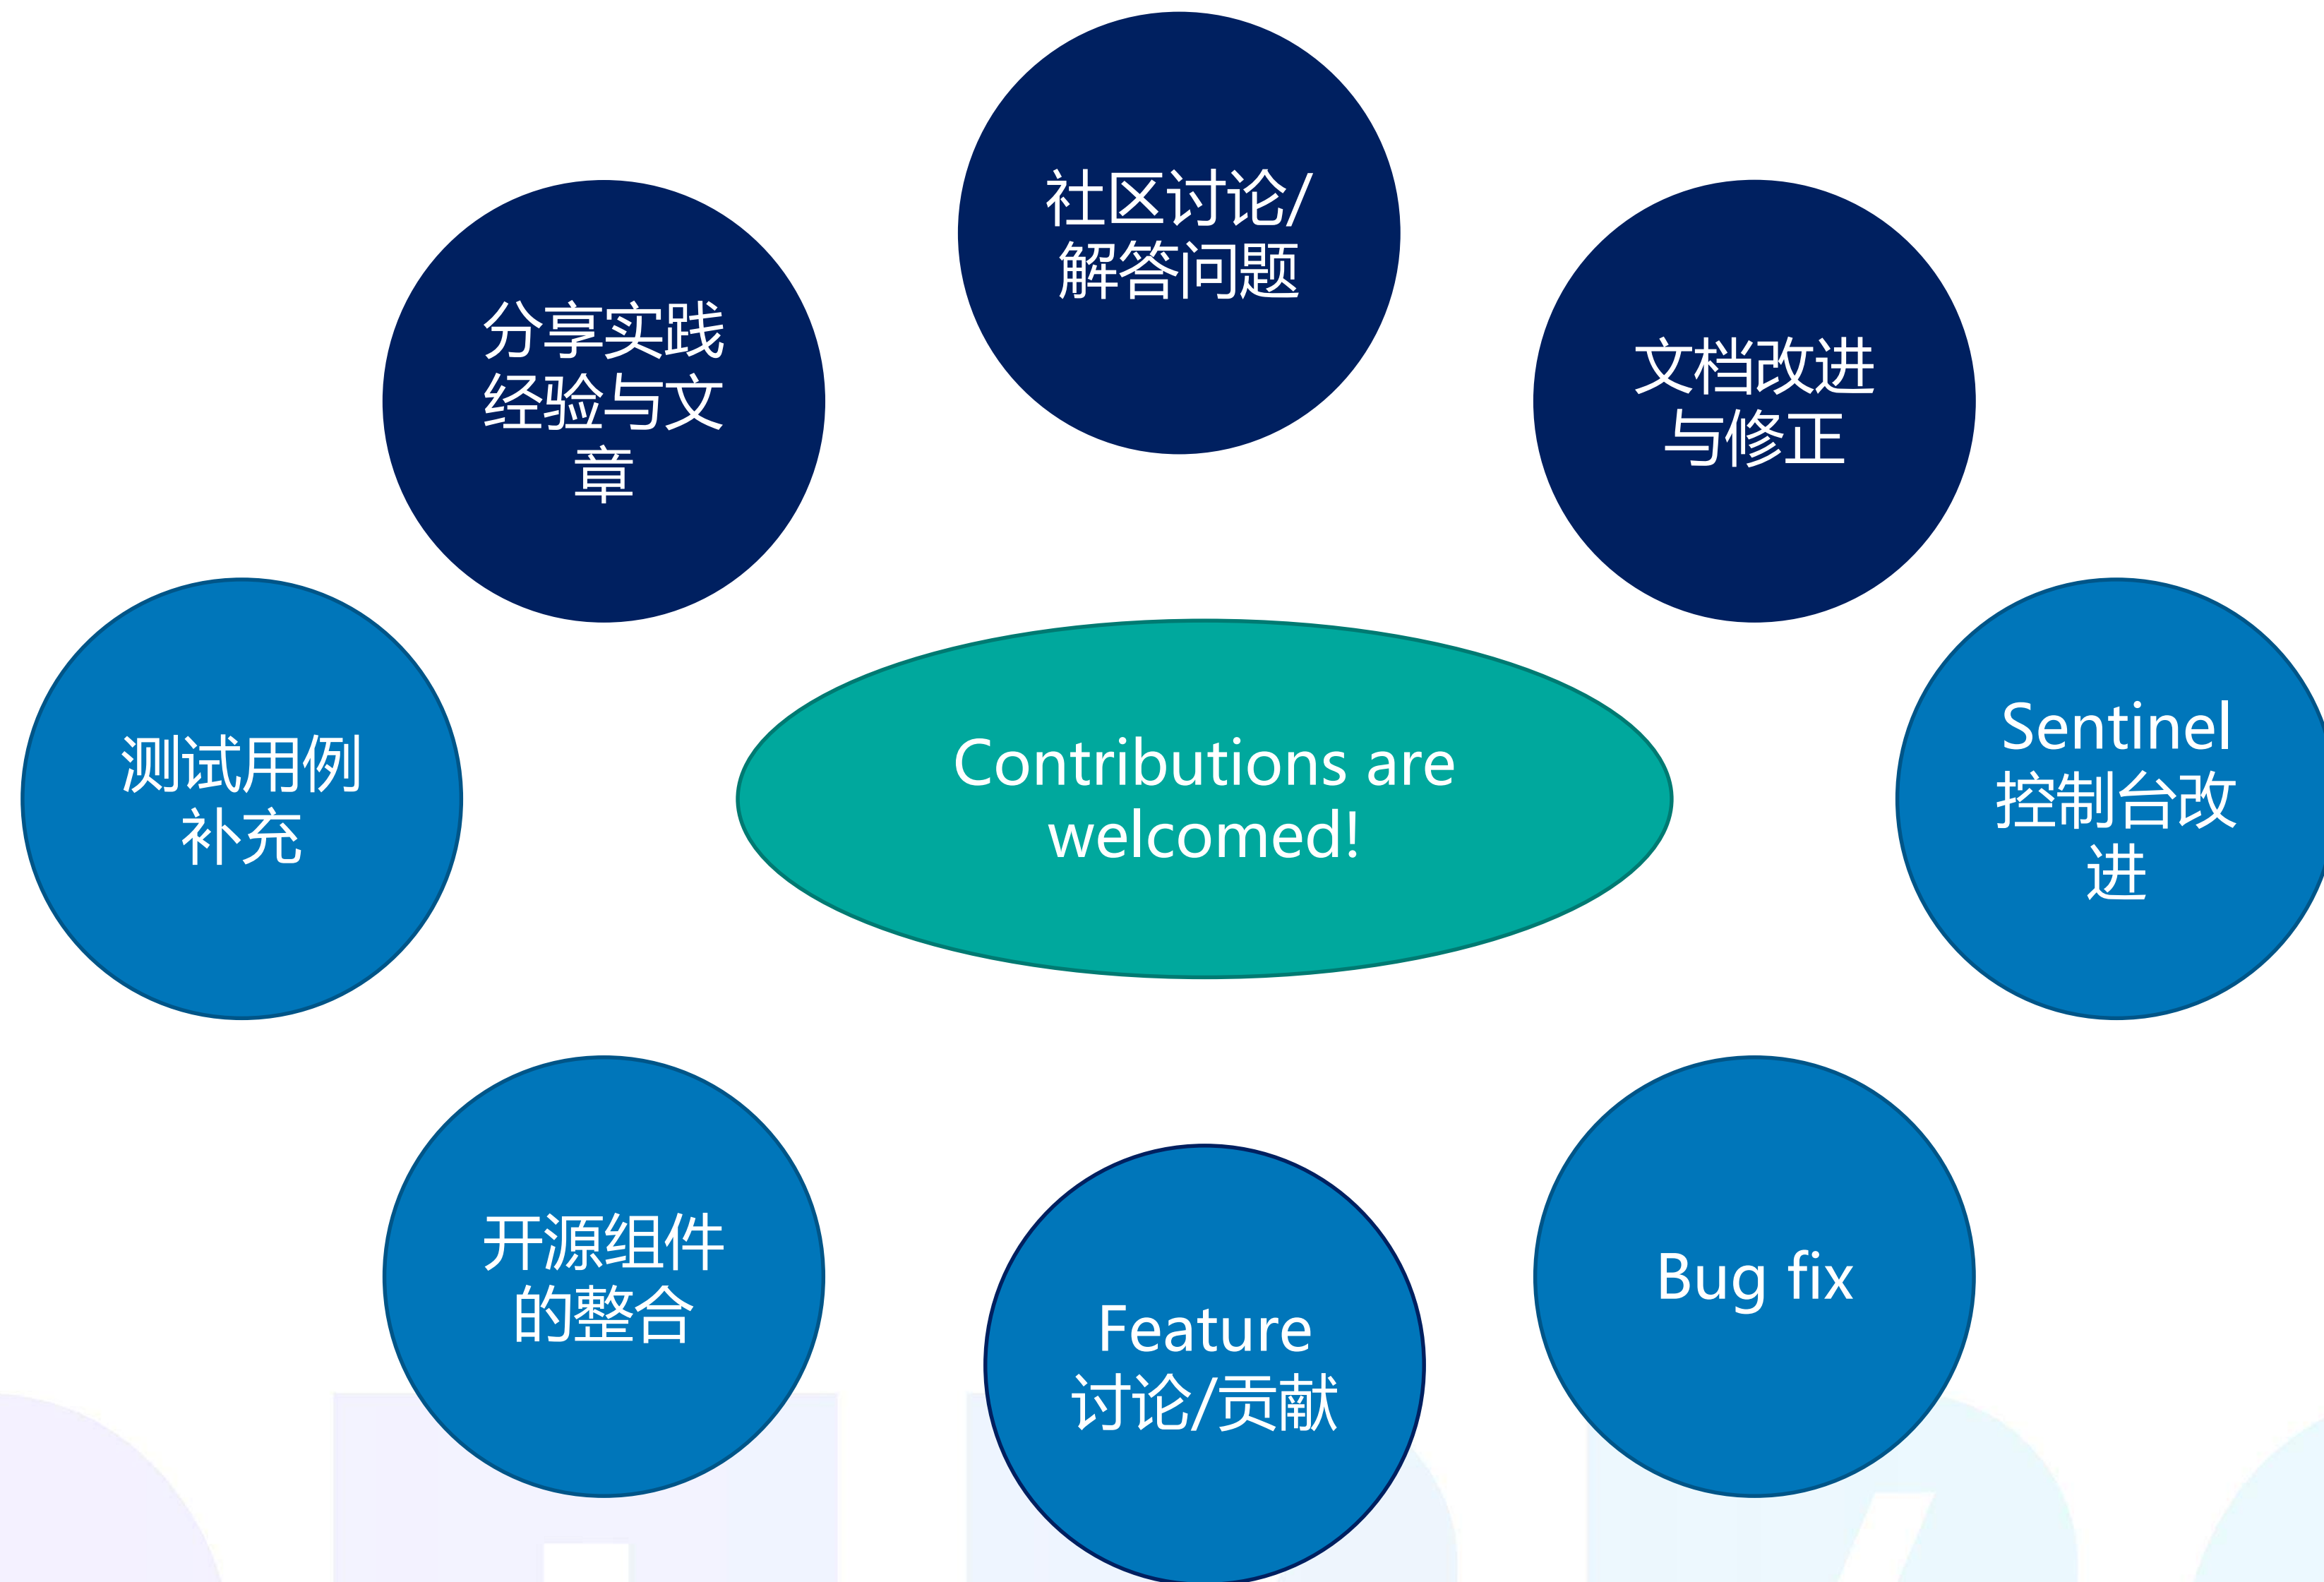 社区讨论/
解答问题
分享实践
经验与文
章
文档改进
与修正
测试用例
补充
Contributions are
welcomed!
Sentinel
控制台改
进
开源组件
的整合
Feature
讨论/贡献
Bug fix